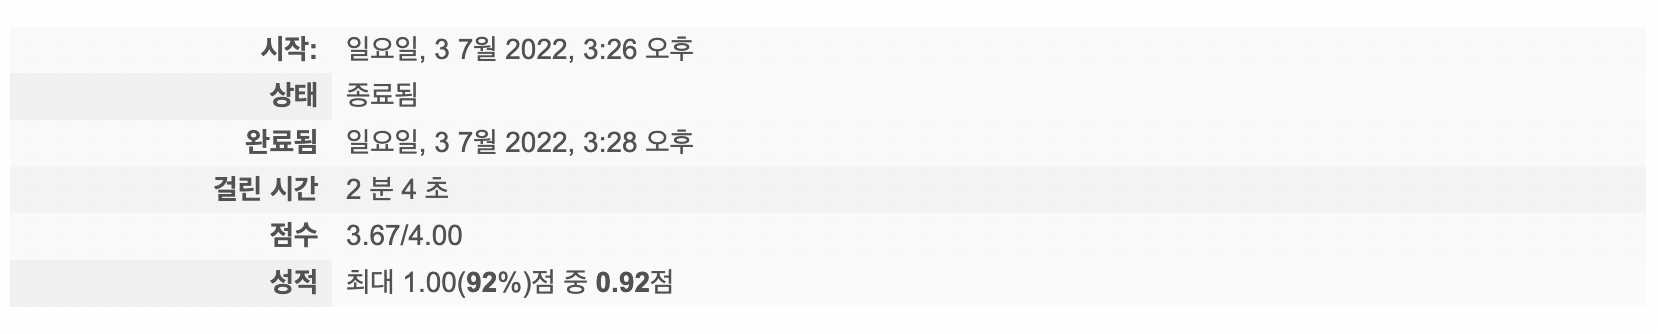 시작: 일요일, 3 7월 2022, 3:26 오후
상태 종료됨
완료됨 일요일, 3 7월 2022, 3:28 오후
걸린 시간 2 분 4 초
점수 3.67/4.00
성적 최대 1.00(92%)점 중 0.92점